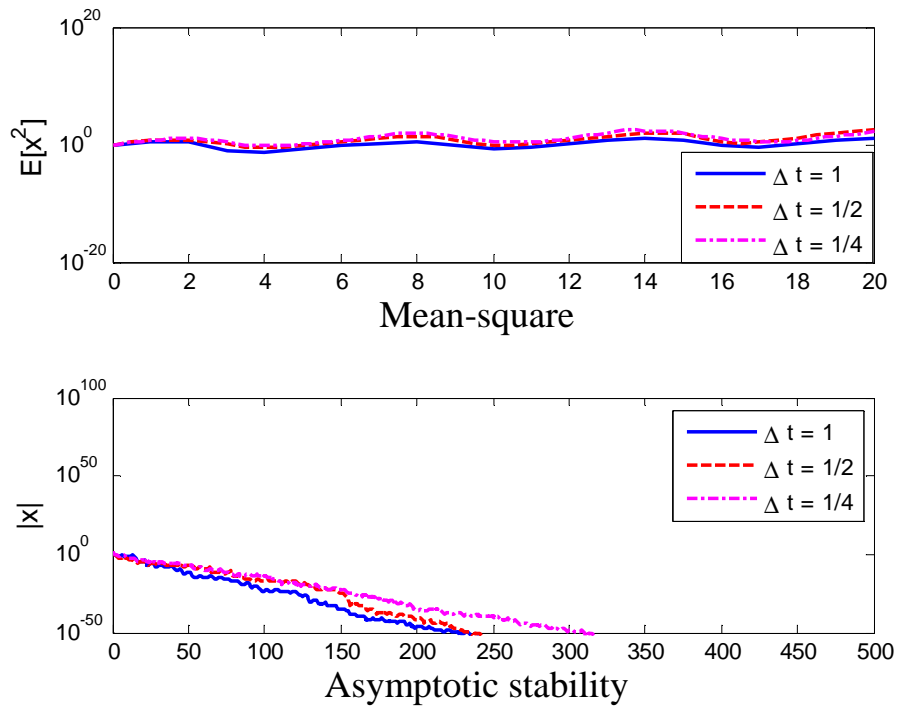 10^20
10^0
10^-20
E[x^2]
0 2 4 6 8 10 12 14 16 18 20
Mean-square
Δ t = 1
Δ t = 1/2
Δ t = 1/4
10^100
10^50
10^0
10^-50
|x|
0 50 100 150 200 250 300 350 400 450 500
Asymptotic stability
Δ t = 1
Δ t = 1/2
Δ t = 1/4